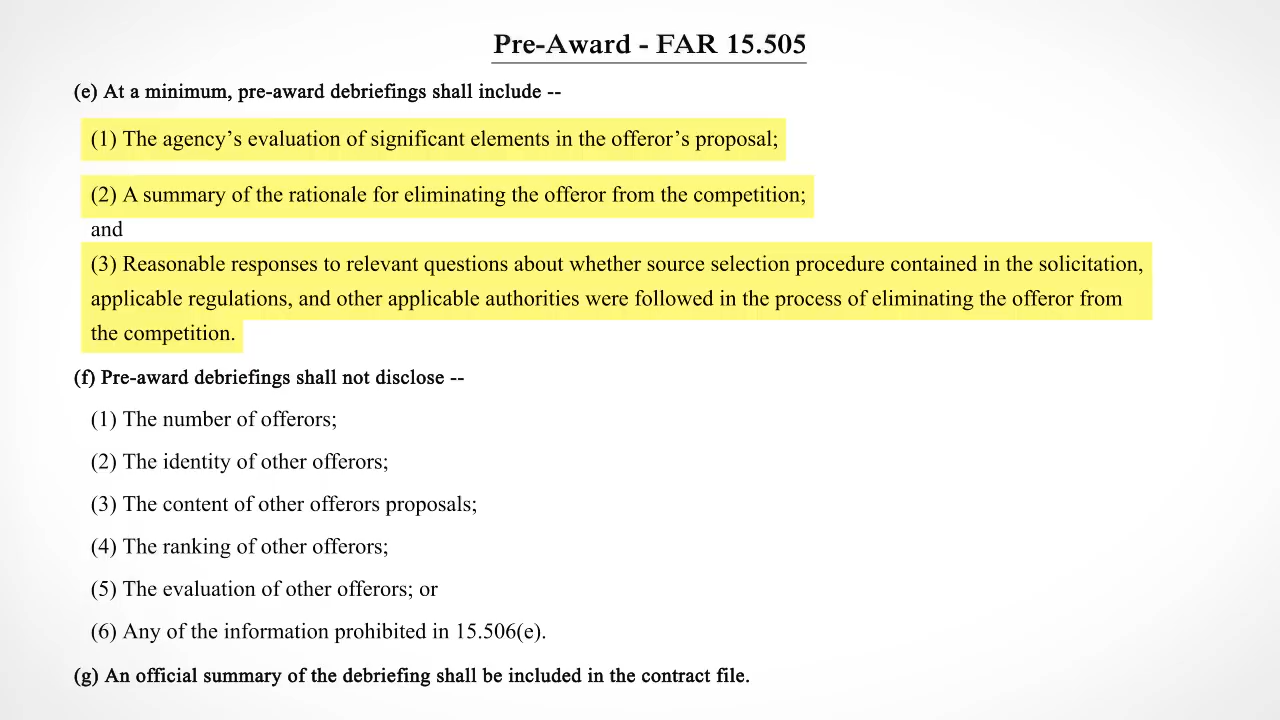 Pre-Award - FAR 15.505
(e) At a minimum, pre-award debriefings shall include --
(1) The agency’s evaluation of significant elements in the offeror’s proposal;
(2) A summary of the rationale for eliminating the offeror from the competition;
and
(3) Reasonable responses to relevant questions about whether source selection procedure contained in the solicitation,
applicable regulations, and other applicable authorities were followed in the process of eliminating the offeror from
the competition.
(f) Pre-award debriefings shall not disclose --
(1) The number of offerors;
(2) The identity of other offerors;
(3) The content of other offerors proposals;
(4) The ranking of other offerors;
(5) The evaluation of other offerors; or
(6) Any of the information prohibited in 15.506(e).
(g) An official summary of the debriefing shall be included in the contract file.